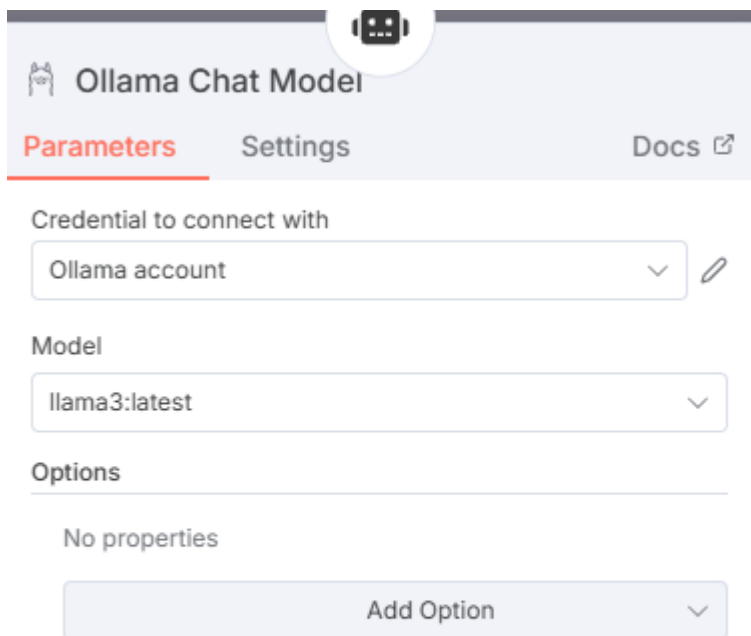 Ollama Chat Model
Parameters Settings Docs
Credential to connect with
Ollama account
Model
llama3:latest
Options
No properties
Add Option